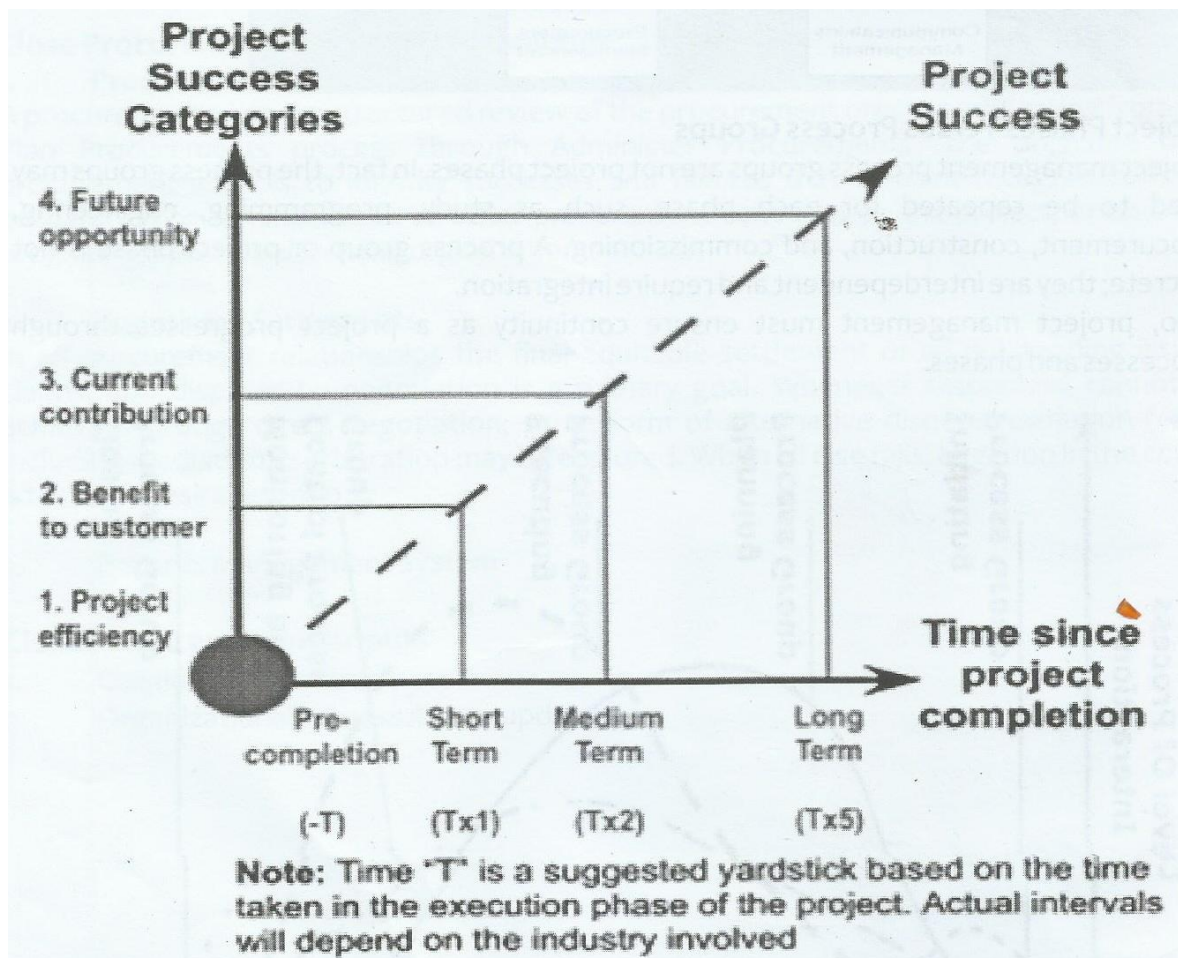 Project
Success
Categories
Project
Success
4. Future
opportunity
3. Current
contribution
2. Benefit
to customer
1. Project
efficiency
Time since
project
completion
Pre-
completion
Short
Term
Medium
Term
Long
Term
(-T)
(Tx1)
(Tx2)
(Tx5)
Note: Time "T" is a suggested yardstick based on the time
taken in the execution phase of the project. Actual intervals
will depend on the industry involved